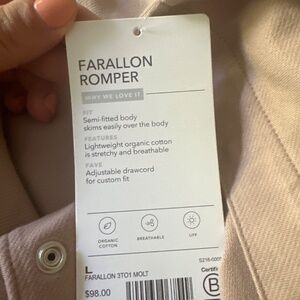 FARALLON
ROMPER
WHY WE LOVE IT
FIT
Semi-fitted body
skims easily over the body
FEATURES
Lightweight organic cotton
is stretchy and breathable
FAVE
Adjustable drawcord
for custom fit
ORGANIC
COTTON
BREATHABLE
UPF
L
FARALLON 3TO1 MOLT
$98.00
Certifi
B